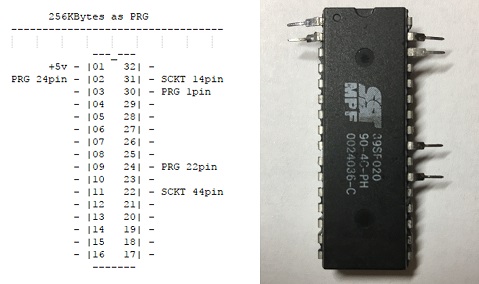 256KBytes as PRG
-----------------------------
--- ---
+5v - |01 32| -
PRG 24pin - |02 31| - SCKT 14pin
- |03 30| - PRG 1pin
- |04 29| -
- |05 28| -
- |06 27| -
- |07 26| -
- |08 25| -
- |09 24| - PRG 22pin
- |10 23| -
- |11 22| - SCKT 44pin
- |12 21| -
- |13 20| -
- |14 19| -
- |15 18| -
- |16 17| -
-------
SST
MPF
39SF020
90-4C-PH
0024036-C